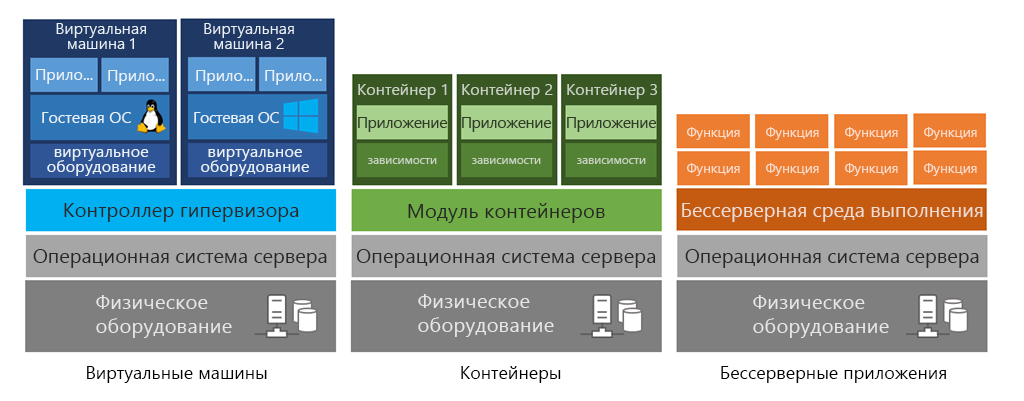 Виртуальная
машина 1
Прило...
Прило...
Гостевая ОС
виртуальное
оборудование
Виртуальная
машина 2
Прило...
Прило...
Гостевая ОС
виртуальное
оборудование
Контроллер гипервизора
Операционная система сервера
Физическое
оборудование
Виртуальные машины
Контейнер 1
Приложение
зависимости
Контейнер 2
Приложение
зависимости
Контейнер 3
Приложение
зависимости
Модуль контейнеров
Операционная система сервера
Физическое
оборудование
Контейнеры
Функция
Функция
Функция
Функция
Функция
Функция
Функция
Функция
Бессерверная среда выполнения
Операционная система сервера
Физическое
оборудование
Бессерверные приложения